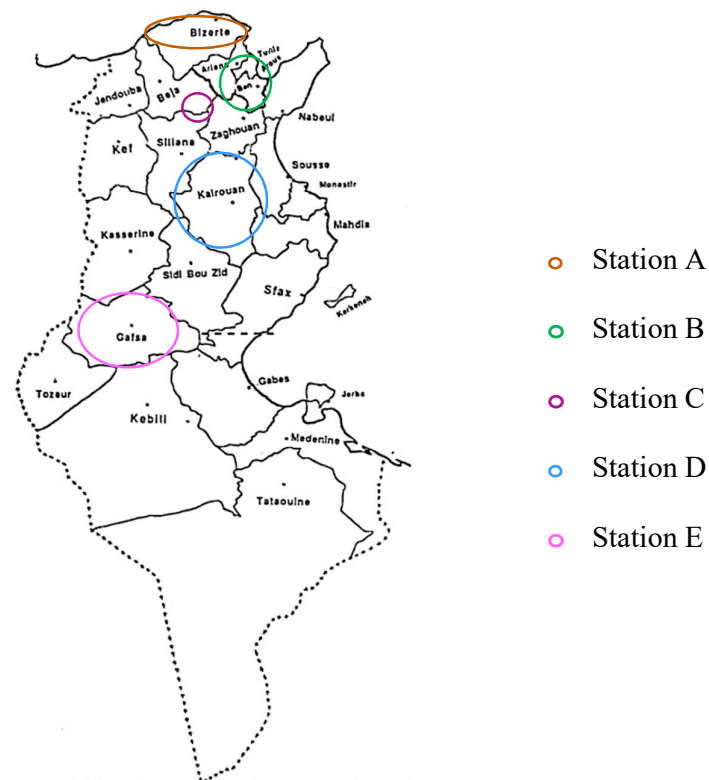 Bizerte
Tunis
Ariana
Arous
Ben
Beja
Jendouba
Nabeul
Zaghouan
Kef
Siliana
Sousse
Monastir
Kairouan
Mahdia
Kasserine
Sidi Bou Zid
Sfax
Kerkenah
Gafsa
Tozeur
Gabes
Jerba
Kebili
Medenine
Tataouine
Station A
Station B
Station C
Station D
Station E